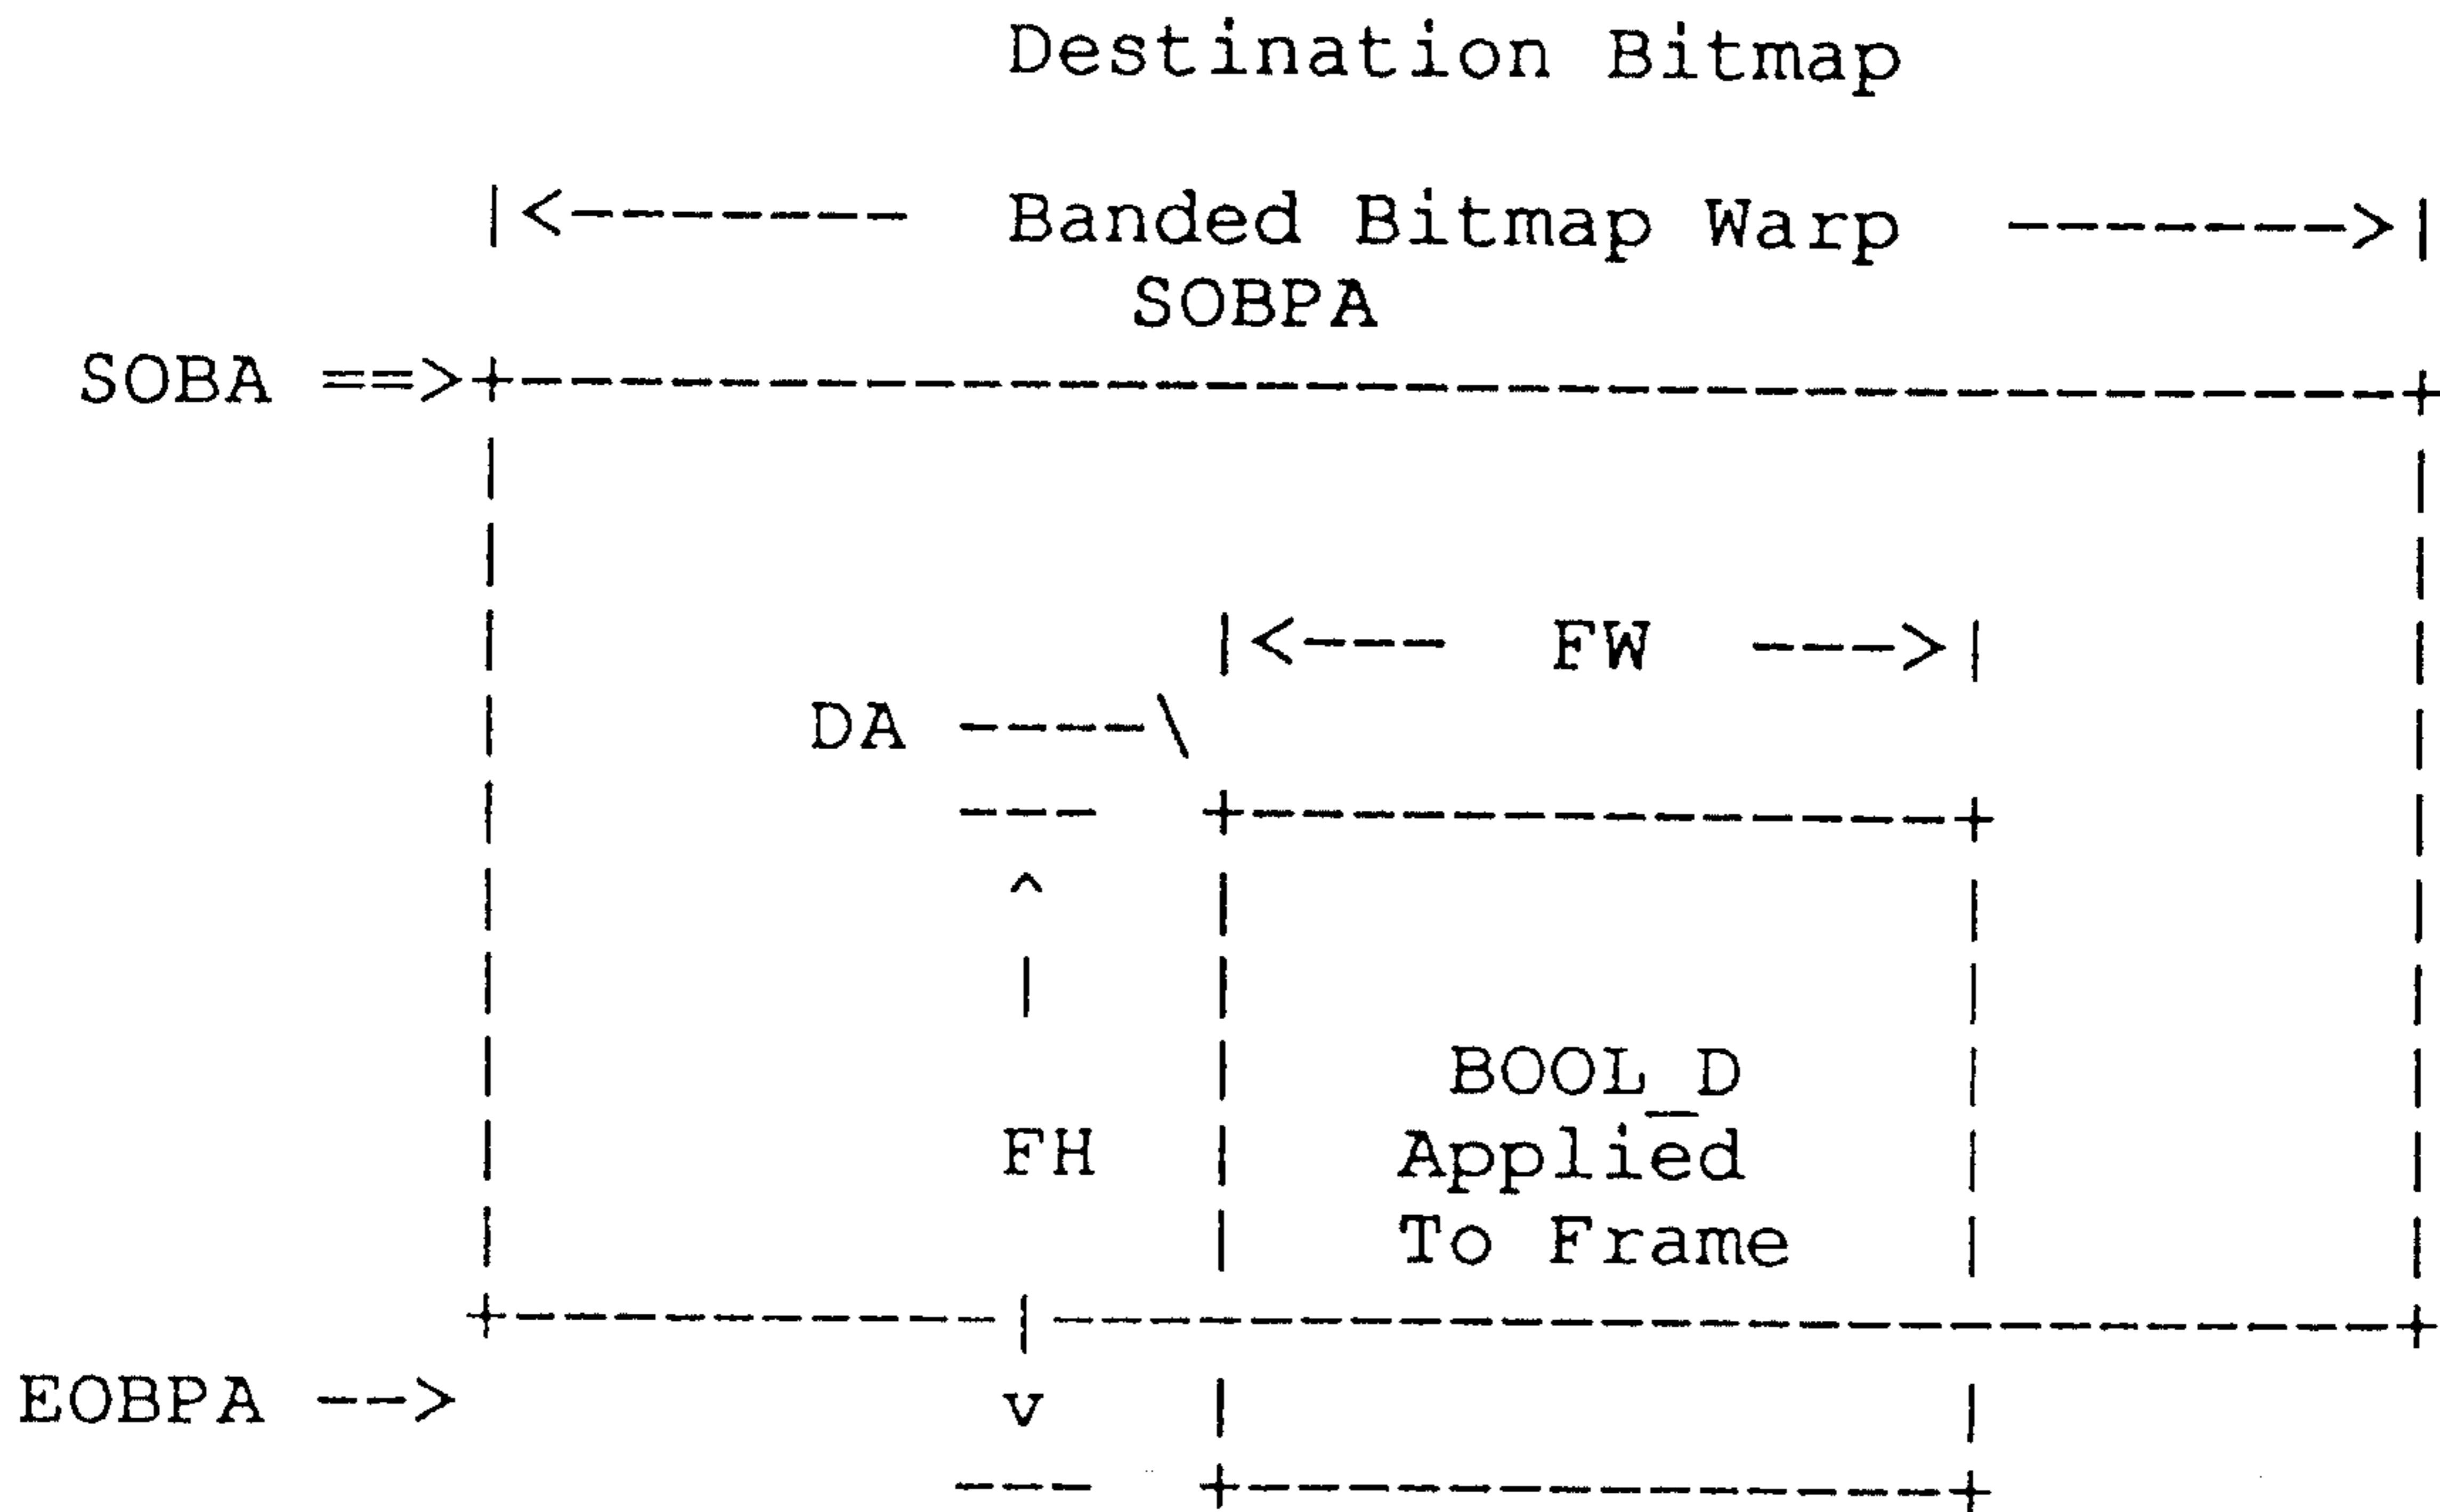 Destination Bitmap
|<------- Banded Bitmap Warp ------->|
SOBPA
SOBA ==>
|<--- FW --->|
DA ----\
BOOL_D
FH Applied
To Frame
EOBPA -->